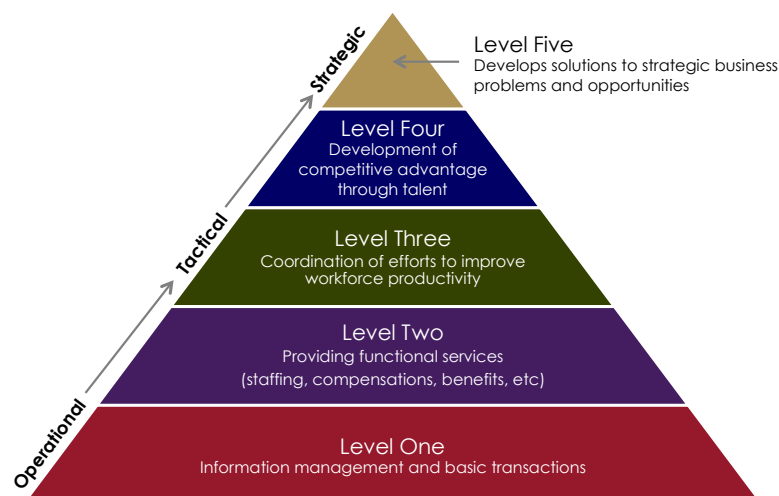 Level Five
Develops solutions to strategic business
problems and opportunities
Strategic
Level Four
Development of
competitive advantage
through talent
Tactical
Level Three
Coordination of efforts to improve
workforce productivity
Level Two
Providing functional services
(staffing, compensations, benefits, etc)
Operational
Level One
Information management and basic transactions